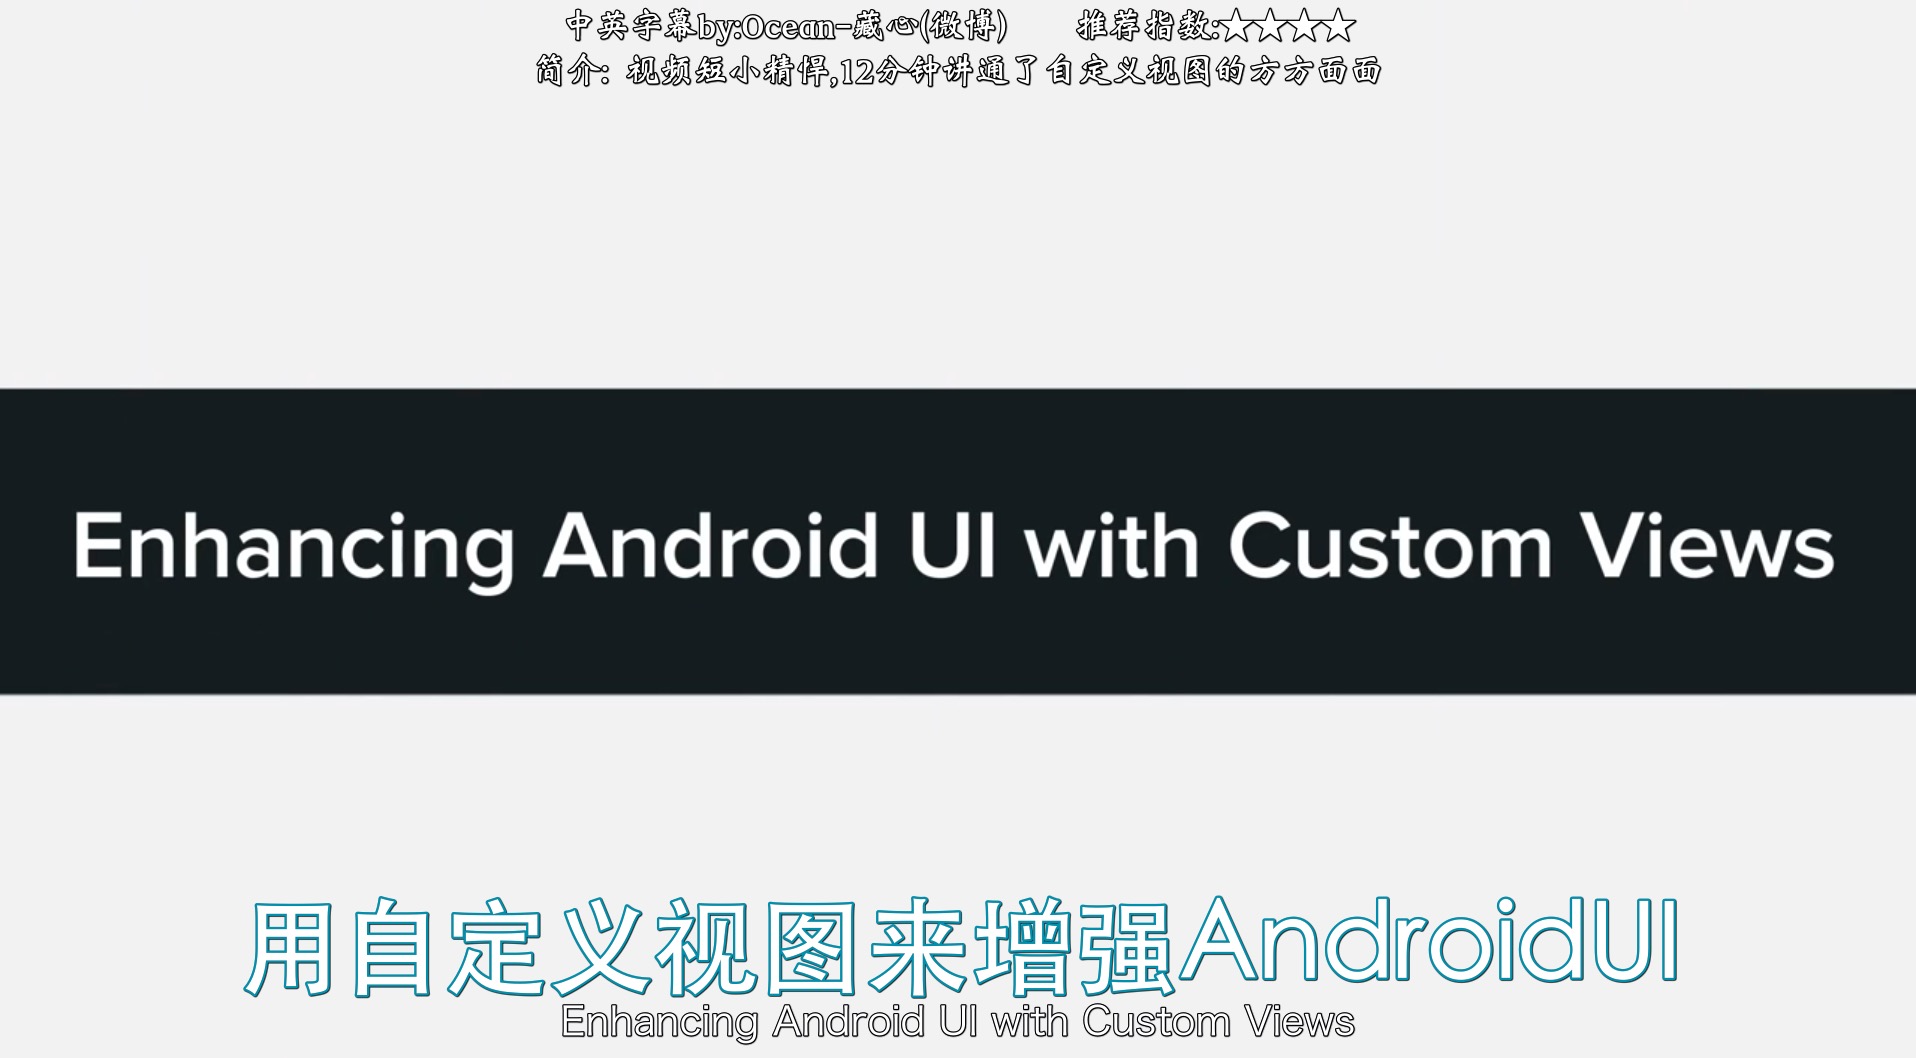 中英字幕by:Ocean-藏心(微博) 推荐指数:★★★★
简介: 视频短小精悍,12分钟讲通了自定义视图的方方面面
Enhancing Android UI with Custom Views
用自定义视图来增强AndroidUI
Enhancing Android UI with Custom Views